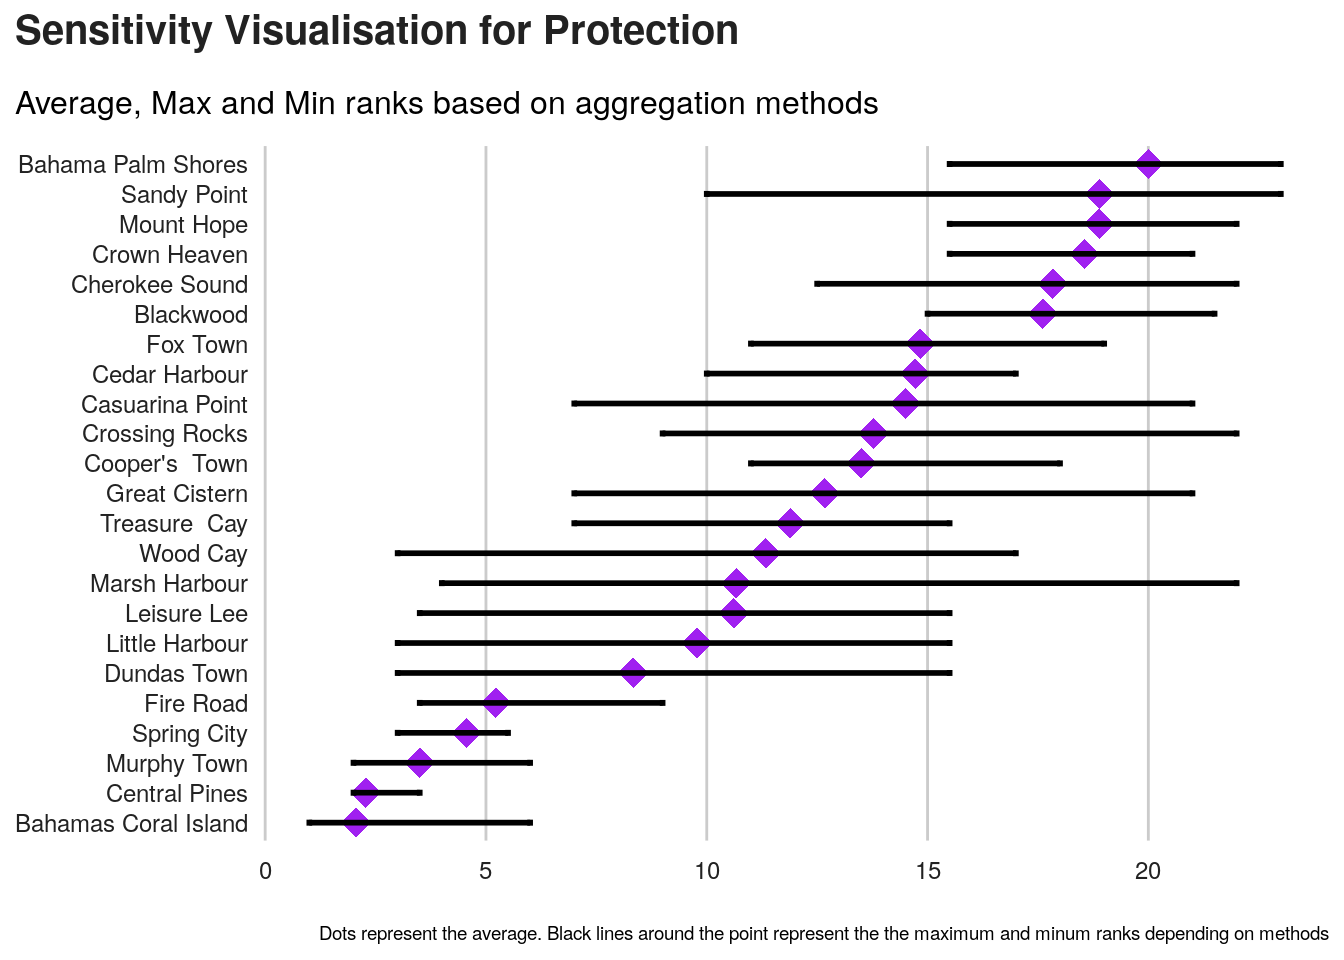 Sensitivity Visualisation for Protection
Average, Max and Min ranks based on aggregation methods
Bahama Palm Shores
Sandy Point
Mount Hope
Crown Heaven
Cherokee Sound
Blackwood
Fox Town
Cedar Harbour
Casuarina Point
Crossing Rocks
Cooper's  Town
Great Cistern
Treasure  Cay
Wood Cay
Marsh Harbour
Leisure Lee
Little Harbour
Dundas Town
Fire Road
Spring City
Murphy Town
Central Pines
Bahamas Coral Island
0 5 10 15 20
Dots represent the average. Black lines around the point represent the the maximum and minum ranks depending on methods